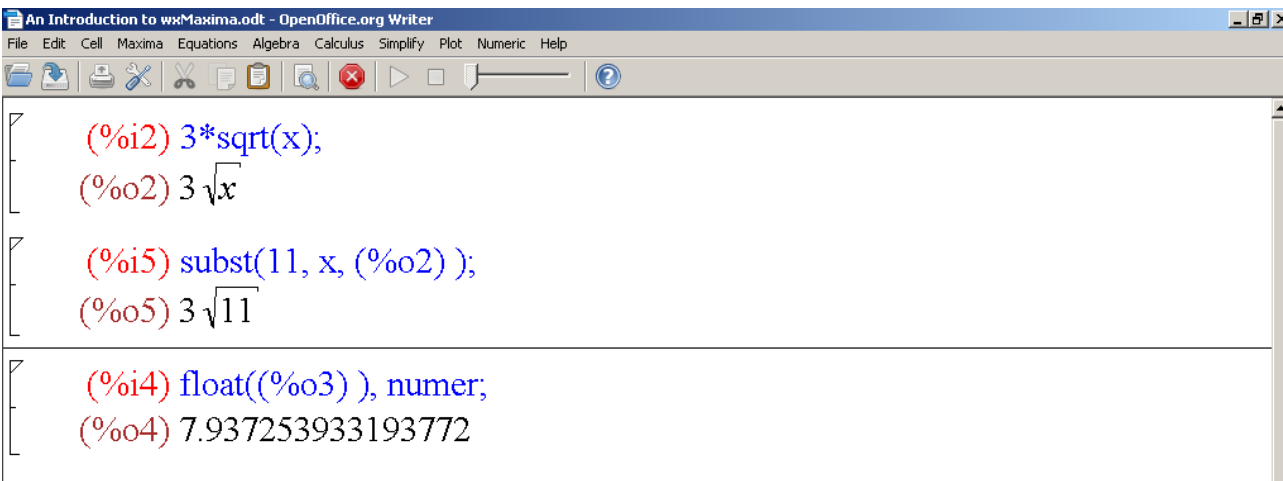 An Introduction to wxMaxima.odt - OpenOffice.org Writer
File Edit Cell Maxima Equations Algebra Calculus Simplify Plot Numeric Help
(%i2) 3*sqrt(x);
(%o2) 3√x
(%i5) subst(11, x, (%o2) );
(%o5) 3√11
(%i4) float((%o3) ), numer;
(%o4) 7.937253933193772